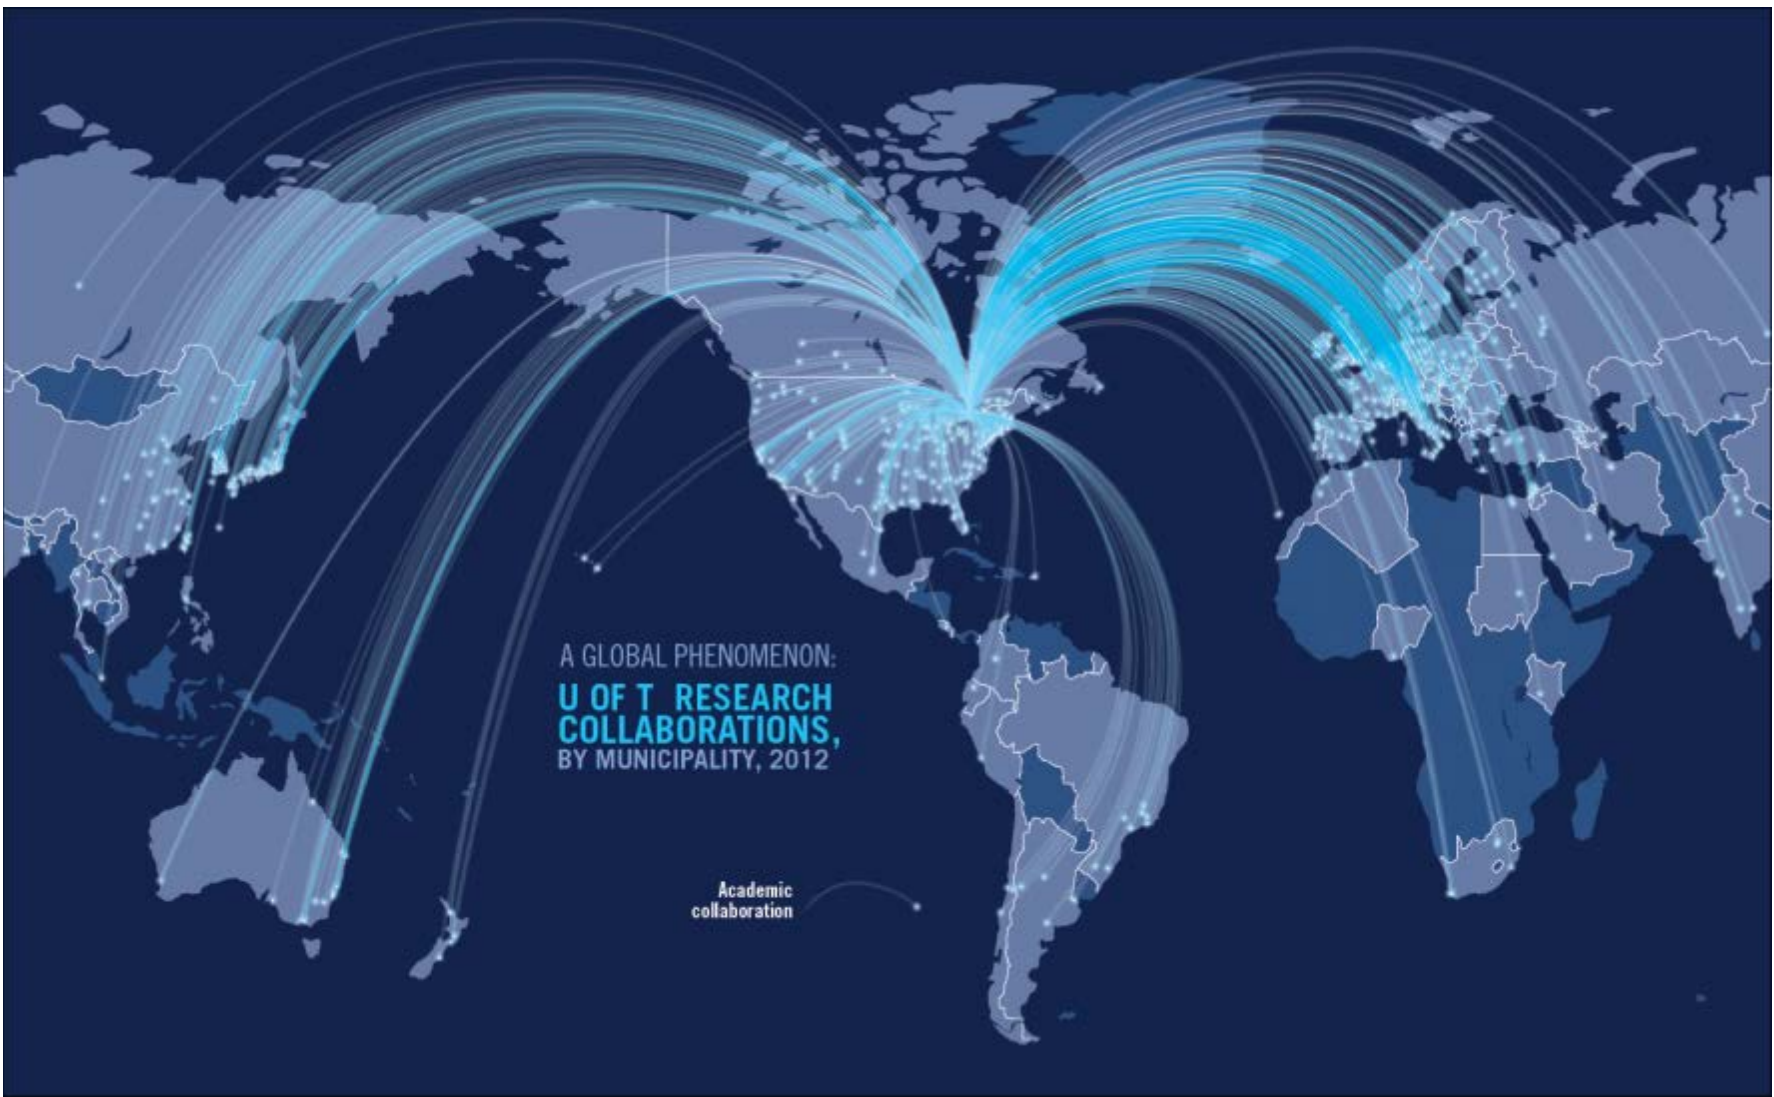 A GLOBAL PHENOMENON:
U OF T RESEARCH
COLLABORATIONS,
BY MUNICIPALITY, 2012
Academic
collaboration